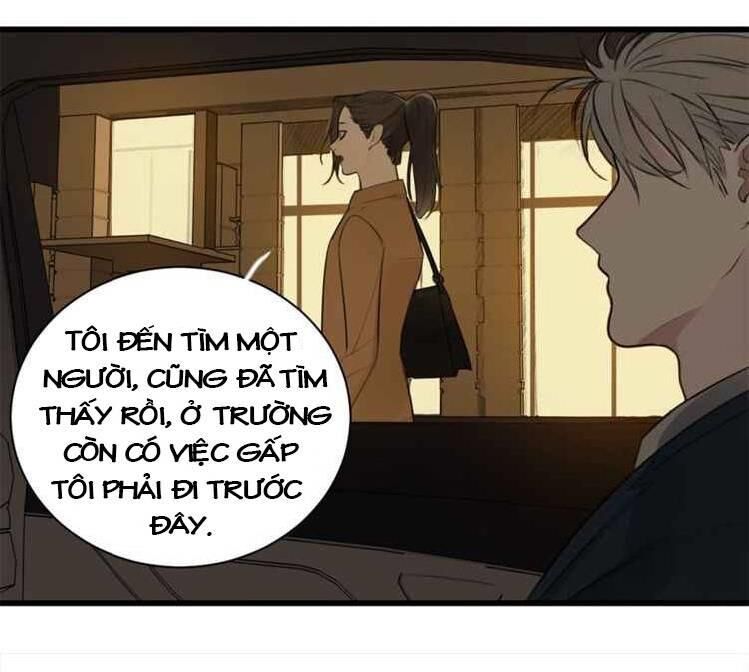 TÔI ĐẾN TÌM MỘT
NGƯỜI, CŨNG ĐÃ TÌM
THẤY RỒI, Ở TRƯỜNG
CÒN CÓ VIỆC GẤP
TÔI PHẢI ĐI TRƯỚC
ĐÂY.